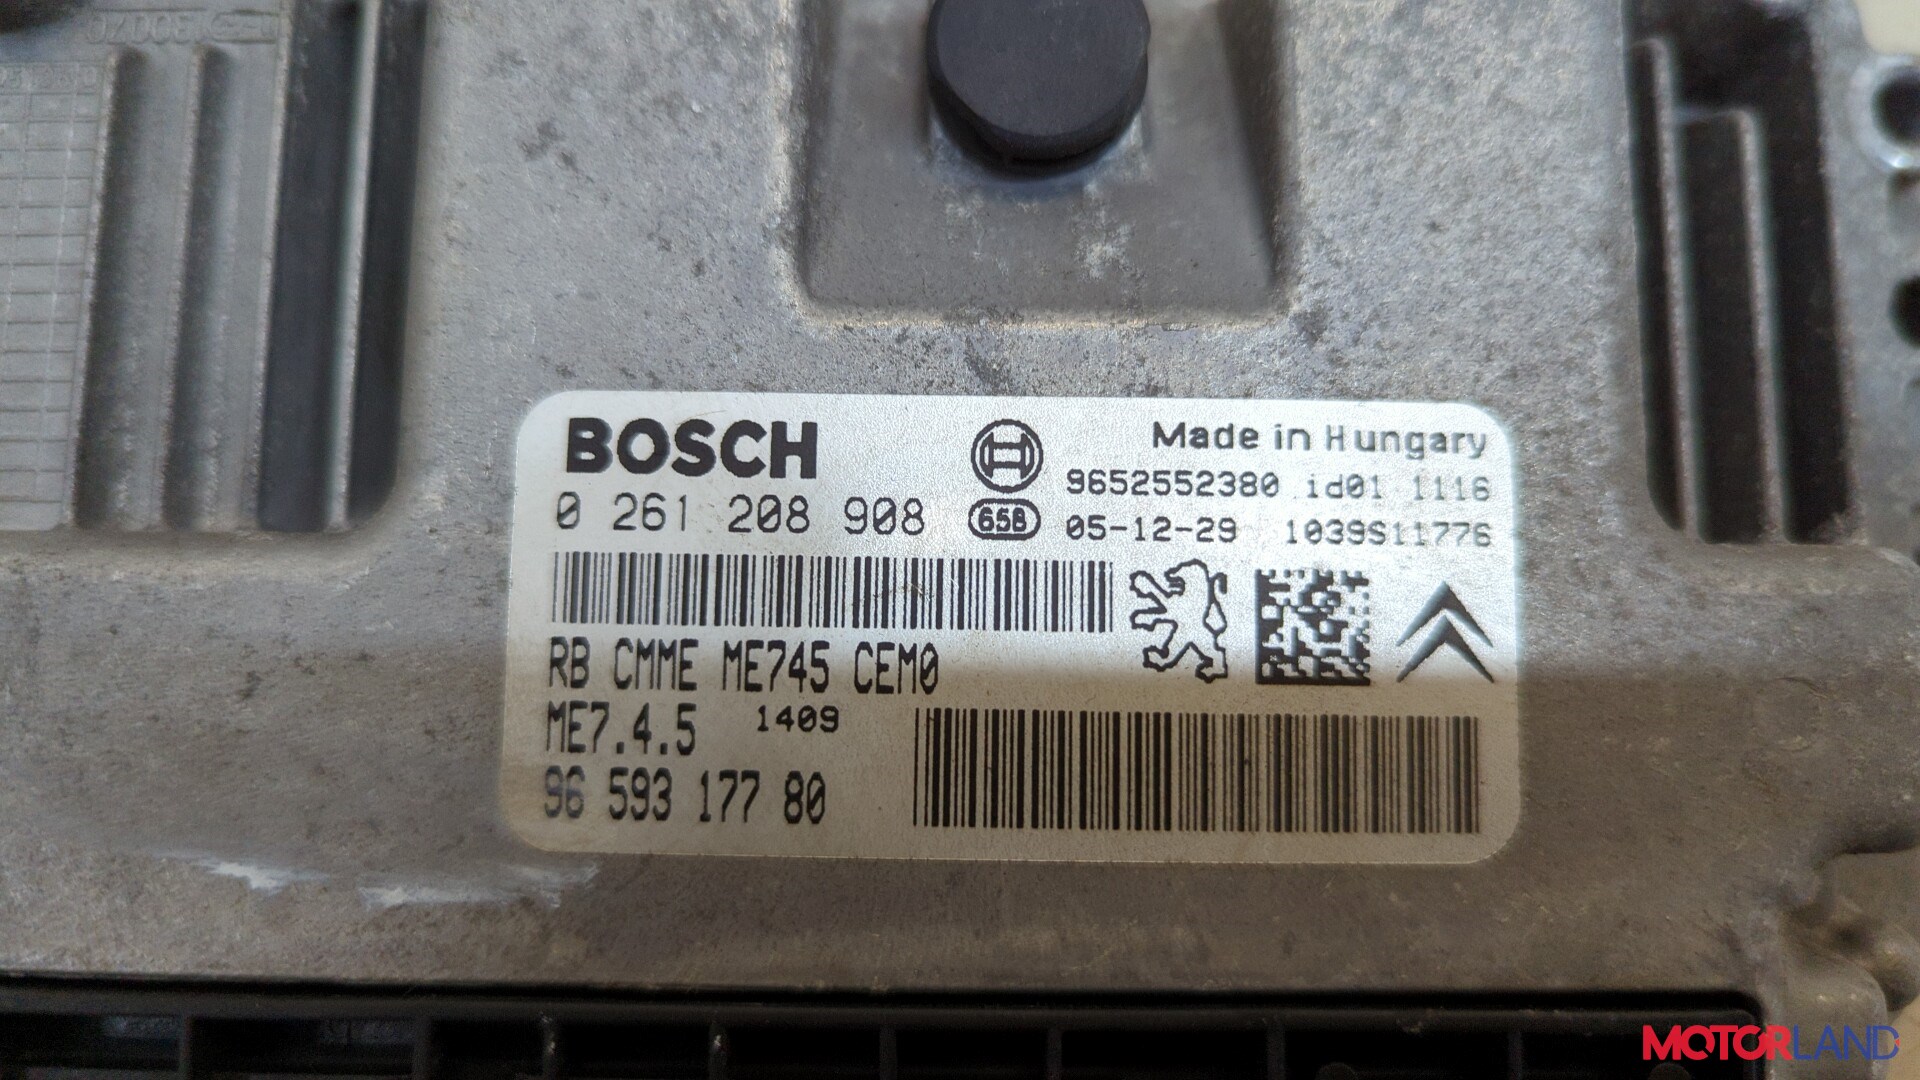 BOSCH
Made in Hungary
9652552380 id01 1116
0 261 208 908
65B
05-12-29 1039S11776
RB CMME ME745 CEM0
ME7.4.5 1409
96 593 177 80
MOTORLAND